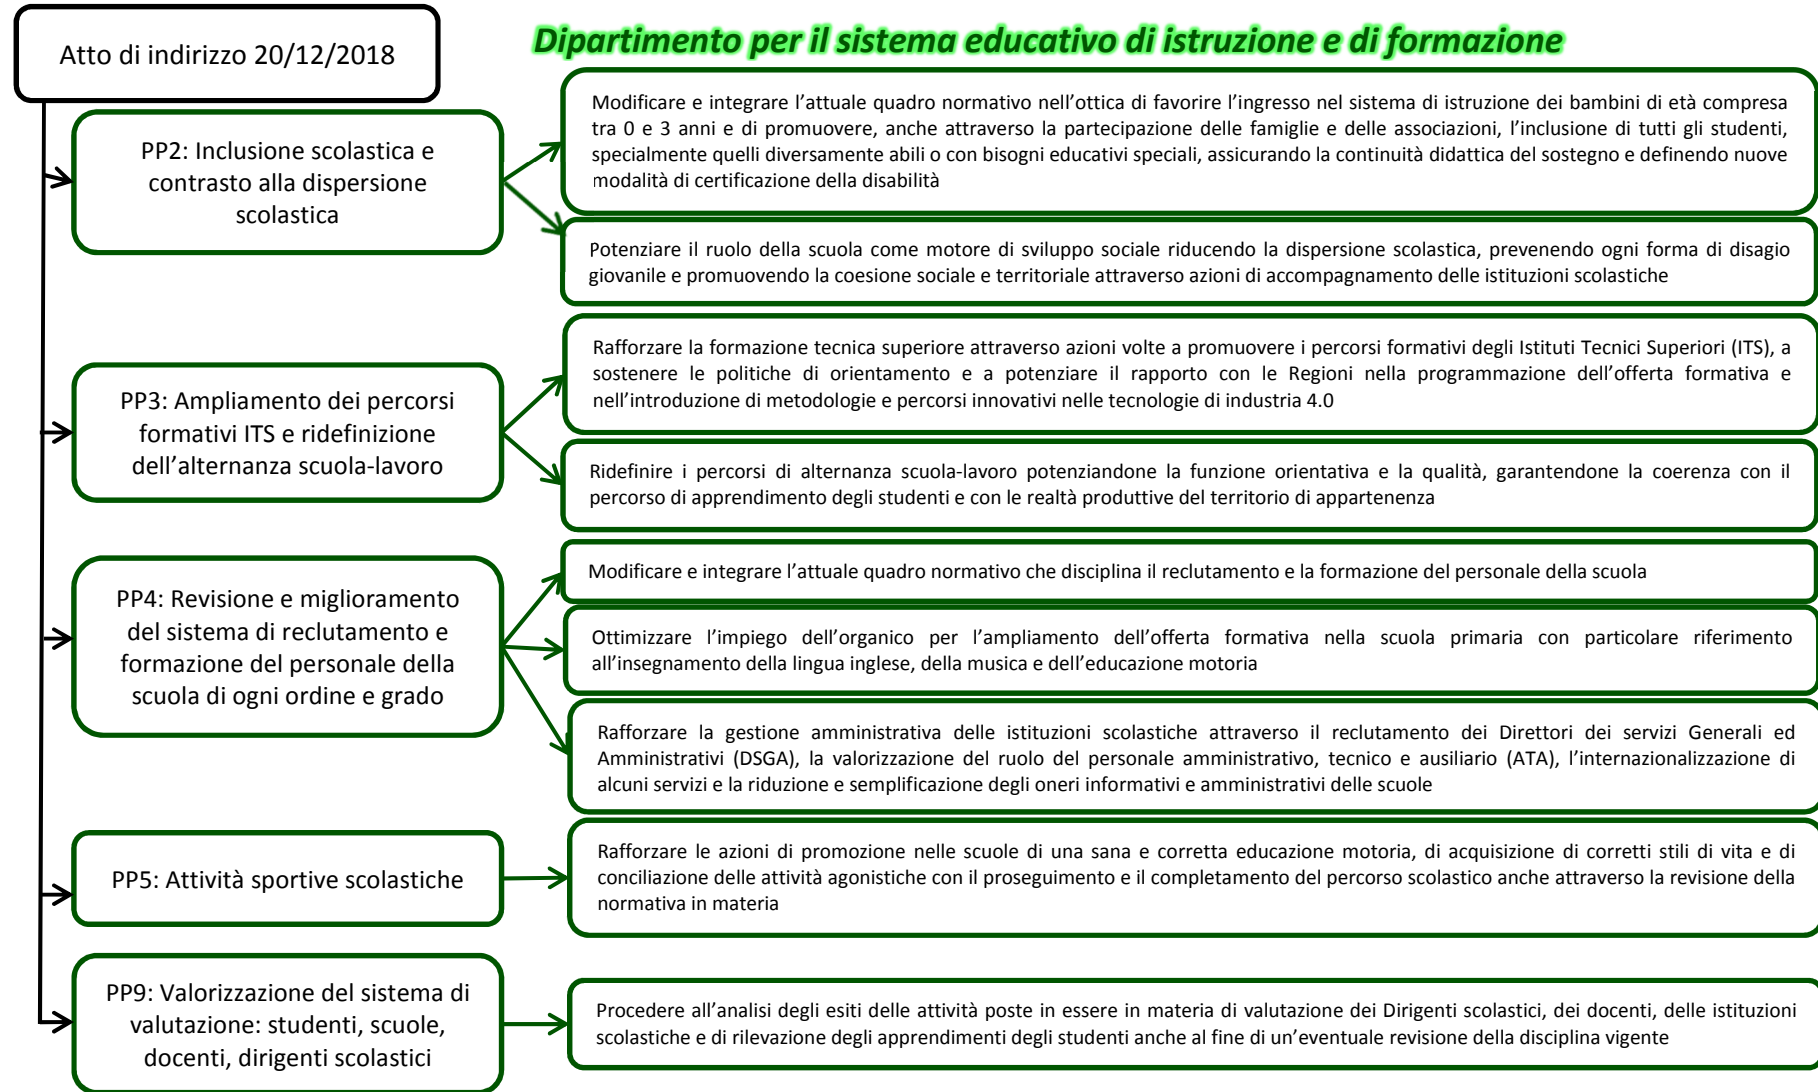 Atto di indirizzo 20/12/2018
Dipartimento per il sistema educativo di istruzione e di formazione
PP2: Inclusione scolastica e
contrasto alla dispersione
scolastica
Modificare e integrare l’attuale quadro normativo nell’ottica di favorire l’ingresso nel sistema di istruzione dei bambini di età compresa
tra 0 e 3 anni e di promuovere, anche attraverso la partecipazione delle famiglie e delle associazioni, l’inclusione di tutti gli studenti,
specialmente quelli diversamente abili o con bisogni educativi speciali, assicurando la continuità didattica del sostegno e definendo nuove
modalità di certificazione della disabilità
Potenziare il ruolo della scuola come motore di sviluppo sociale riducendo la dispersione scolastica, prevenendo ogni forma di disagio
giovanile e promuovendo la coesione sociale e territoriale attraverso azioni di accompagnamento delle istituzioni scolastiche
PP3: Ampliamento dei percorsi
formativi ITS e ridefinizione
dell’alternanza scuola-lavoro
Rafforzare la formazione tecnica superiore attraverso azioni volte a promuovere i percorsi formativi degli Istituti Tecnici Superiori (ITS), a
sostenere le politiche di orientamento e a potenziare il rapporto con le Regioni nella programmazione dell’offerta formativa e
nell’introduzione di metodologie e percorsi innovativi nelle tecnologie di industria 4.0
Ridefinire i percorsi di alternanza scuola-lavoro potenziandone la funzione orientativa e la qualità, garantendone la coerenza con il
percorso di apprendimento degli studenti e con le realtà produttive del territorio di appartenenza
PP4: Revisione e miglioramento
del sistema di reclutamento e
formazione del personale della
scuola di ogni ordine e grado
Modificare e integrare l’attuale quadro normativo che disciplina il reclutamento e la formazione del personale della scuola
Ottimizzare l’impiego dell’organico per l’ampliamento dell’offerta formativa nella scuola primaria con particolare riferimento
all’insegnamento della lingua inglese, della musica e dell’educazione motoria
Rafforzare la gestione amministrativa delle istituzioni scolastiche attraverso il reclutamento dei Direttori dei servizi Generali ed
Amministrativi (DSGA), la valorizzazione del ruolo del personale amministrativo, tecnico e ausiliario (ATA), l’internazionalizzazione di
alcuni servizi e la riduzione e semplificazione degli oneri informativi e amministrativi delle scuole
PP5: Attività sportive scolastiche
Rafforzare le azioni di promozione nelle scuole di una sana e corretta educazione motoria, di acquisizione di corretti stili di vita e di
conciliazione delle attività agonistiche con il proseguimento e il completamento del percorso scolastico anche attraverso la revisione della
normativa in materia
PP9: Valorizzazione del sistema di
valutazione: studenti, scuole,
docenti, dirigenti scolastici
Procedere all’analisi degli esiti delle attività poste in essere in materia di valutazione dei Dirigenti scolastici, dei docenti, delle istituzioni
scolastiche e di rilevazione degli apprendimenti degli studenti anche al fine di un’eventuale revisione della disciplina vigente